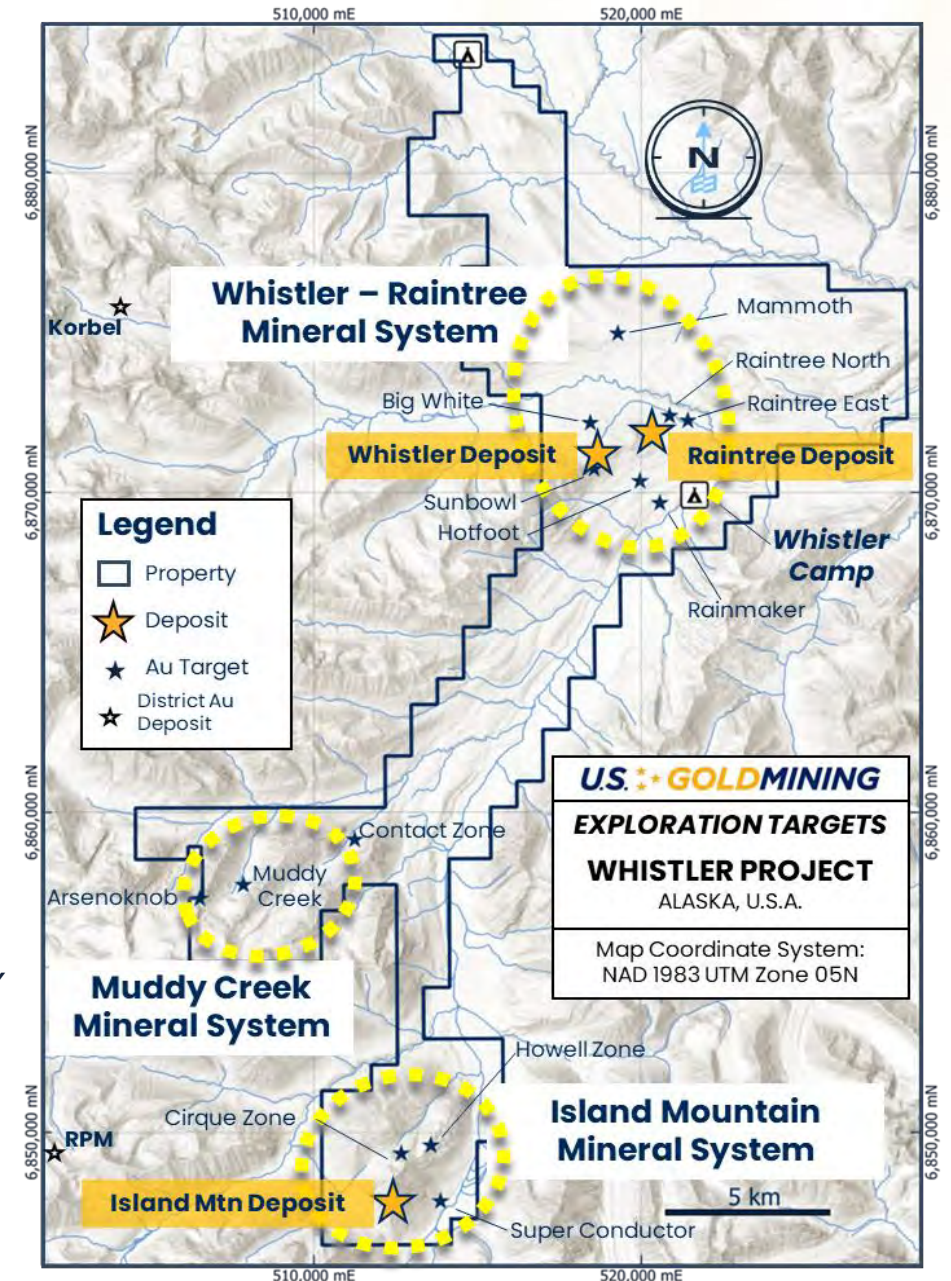 510,000 mE
520,000 mE
6,880,000 mN
6,880,000 mN
N
Whistler – Raintree
Mineral System
Korbel
Mammoth
Raintree North
Big White
Raintree East
Whistler Deposit
Raintree Deposit
6,870,000 mN
6,870,000 mN
Sunbowl
Hotfoot
Whistler
Camp
Rainmaker
Legend
Property
Deposit
Au Target
District Au
Deposit
U.S. GOLDMINING
EXPLORATION TARGETS
WHISTLER PROJECT
ALASKA, U.S.A.
Map Coordinate System:
NAD 1983 UTM Zone 05N
6,860,000 mN
6,860,000 mN
Contact Zone
Muddy
Creek
Arsenoknob
Muddy Creek
Mineral System
Howell Zone
Cirque Zone
Island Mountain
Mineral System
RPM
6,850,000 mN
6,850,000 mN
Island Mtn Deposit
5 km
Super Conductor
510,000 mE
520,000 mE